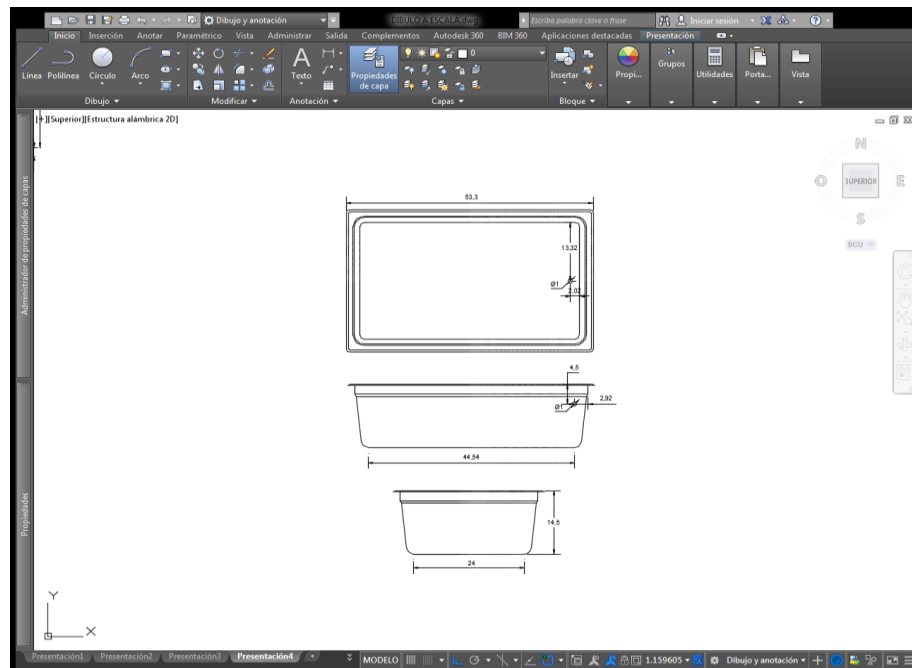 Dibujo y anotación
DIBULO A ESCALA.dwg
Escriba palabra clave o frase
Iniciar sesión
Inicio Inserción Anotar Paramétrico Vista Administrar Salida Complementos Autodesk 360 BIM 360 Aplicaciones destacadas Presentación
Línea Polilínea Círculo Arco
Texto
Propiedades de capa
0
Insertar
Propi...
Grupos
Utilidades
Porta...
Vista
Dibujo Modificar Anotación Capas Bloque
[+][Superior][Estructura alámbrica 2D]
Administrador de propiedades de capas
Propiedades
N
O SUPERIOR E
S
SCU
53,3
13,32
Ø1
2,02
4,5
Ø1
2,92
44,54
14,5
24
Y
X
Presentación1 Presentación2 Presentación3 Presentación4 +
MODELO
1.159605
Dibujo y anotación